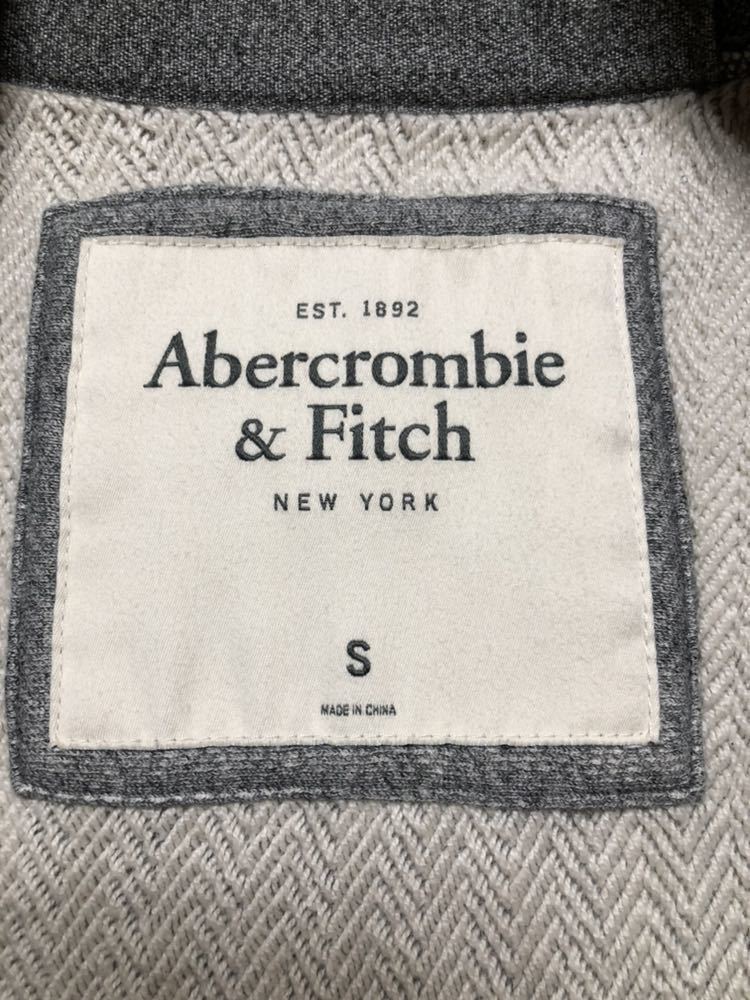 EST. 1892
Abercrombie
& Fitch
NEW YORK
S
MADE IN CHINA